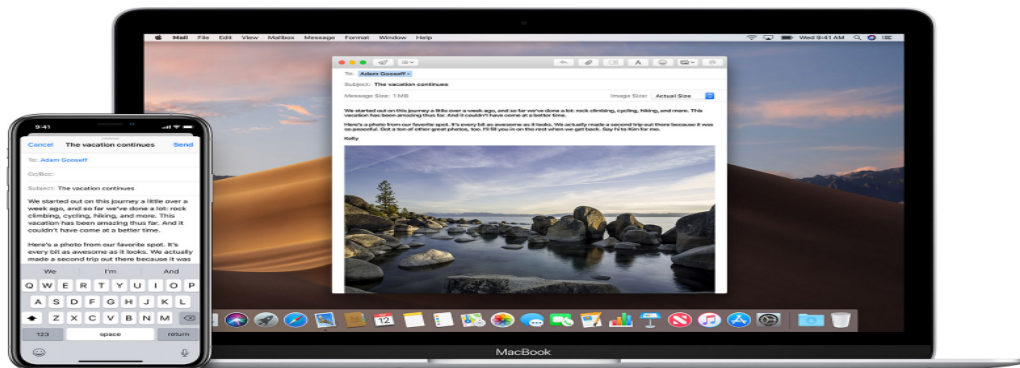 Mail File Edit View Mailbox Message Format Window Help
Wed 9:41 AM
To: Adam Gooseff
Subject: The vacation continues
Message Size: 1 MB
Image Size: Actual Size
We started out on this journey a little over a week ago, and so far we've done a lot: rock climbing, cycling, hiking, and more. This
vacation has been amazing thus far. And it couldn't have come at a better time.
Here's a photo from our favorite spot. It's every bit as awesome as it looks. We actually made a second trip out there because it was
so peaceful. Got a ton of other great photos, too. I'll fill you in on the rest when we get back. Say hi to Kim for me.
Kelly
12
MacBook
9:41
Cancel The vacation continues Send
To: Adam Gooseff
Cc/Bcc:
Subject: The vacation continues
We started out on this journey a little over a
week ago, and so far we've done a lot: rock
climbing, cycling, hiking, and more. This
vacation has been amazing thus far. And it
couldn't have come at a better time.
Here's a photo from our favorite spot. It's
every bit as awesome as it looks. We actually
made a second trip out there because it was
We I'm And
Q W E R T Y U I O P
A S D F G H J K L
Z X C V B N M
123 space return